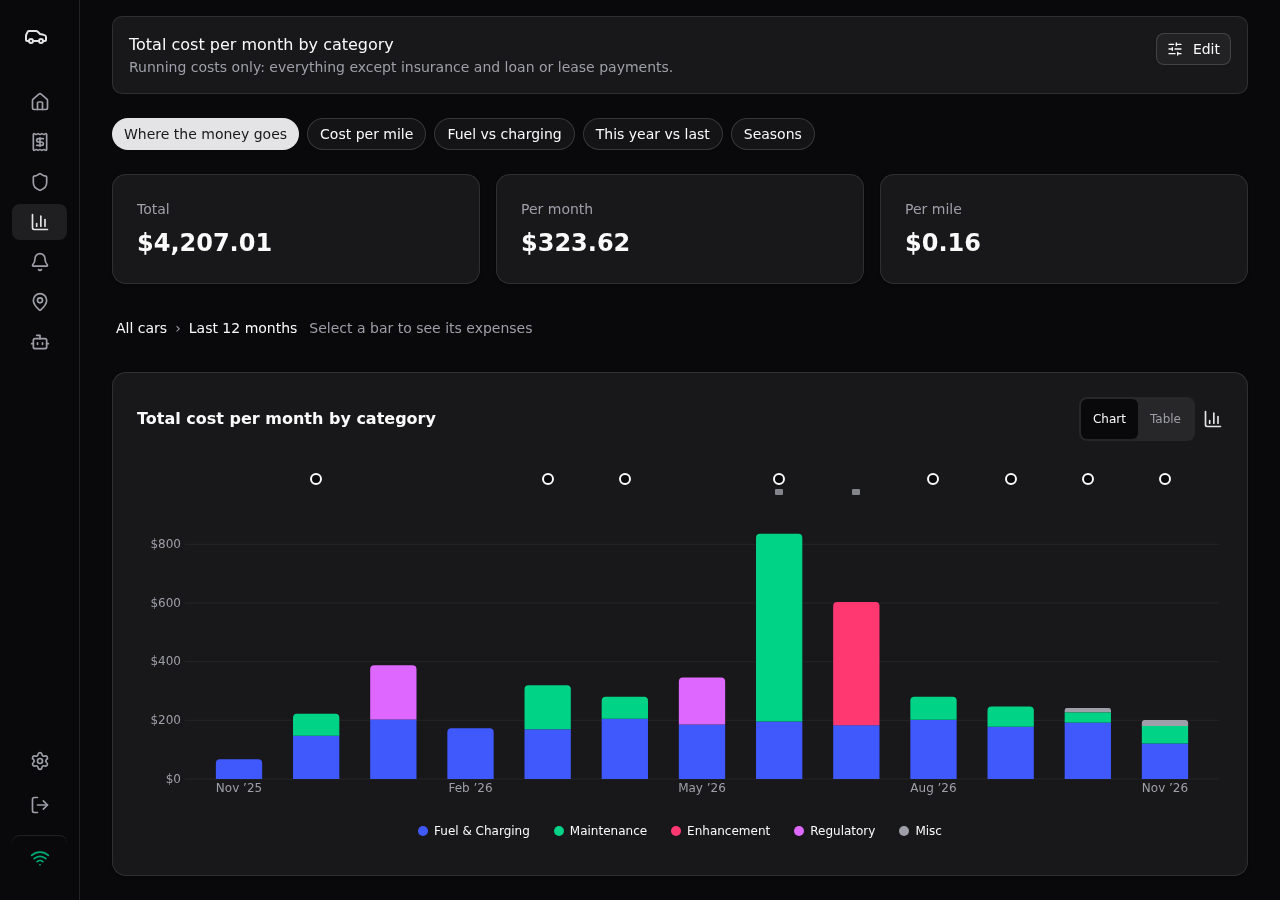 Total cost per month by category
Edit
Running costs only: everything except insurance and loan or lease payments.
Where the money goes
Cost per mile
Fuel vs charging
This year vs last
Seasons
Total
$4,207.01
Per month
$323.62
Per mile
$0.16
All cars › Last 12 months Select a bar to see its expenses
Total cost per month by category
Chart
Table
$800
$600
$400
$200
$0
Nov ’25
Feb ’26
May ’26
Aug ’26
Nov ’26
Fuel & Charging
Maintenance
Enhancement
Regulatory
Misc